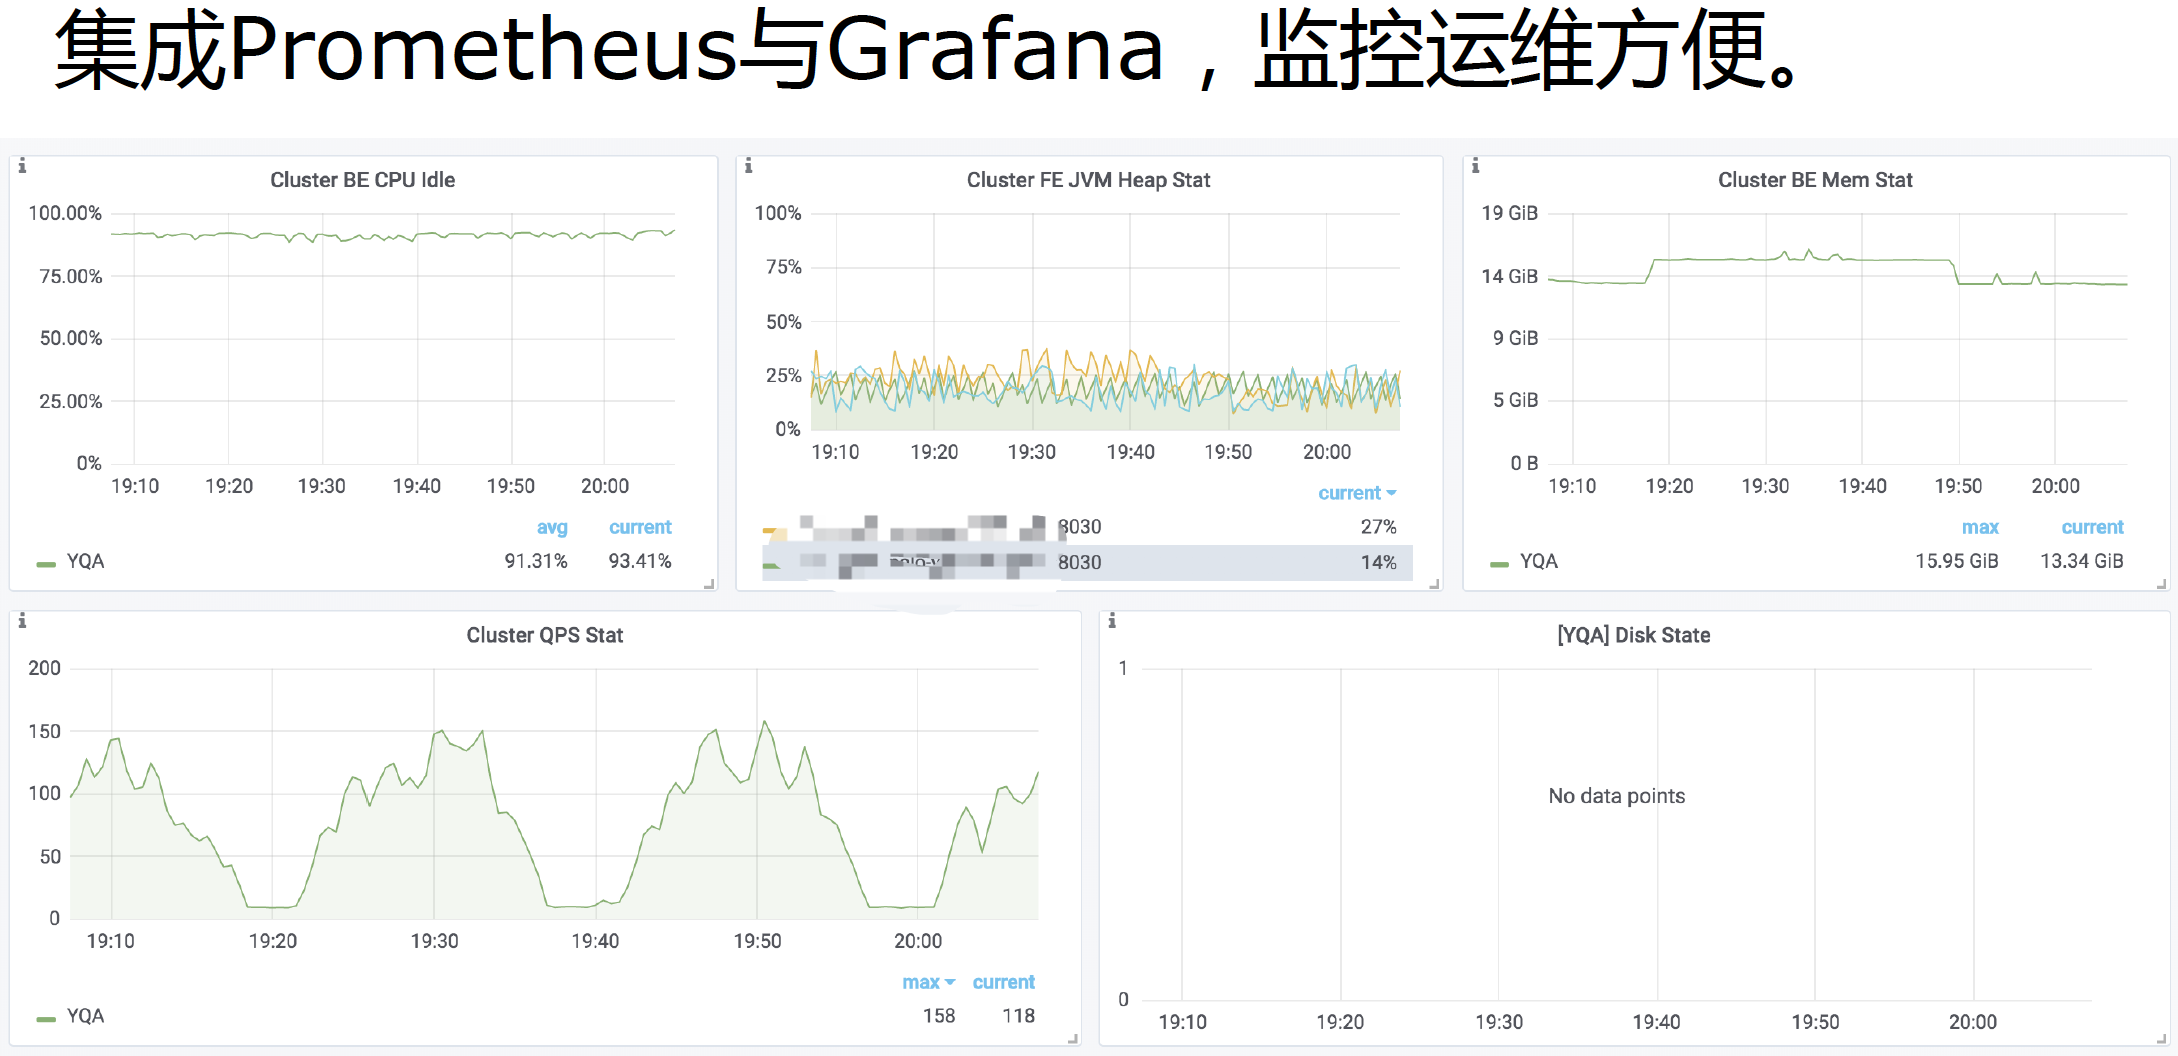 集成Prometheus与Grafana，监控运维方便。
Cluster BE CPU Idle
100.00%
75.00%
50.00%
25.00%
0%
19:10 19:20 19:30 19:40 19:50 20:00
avg current
YQA 91.31% 93.41%
Cluster FE JVM Heap Stat
100%
75%
50%
25%
0%
19:10 19:20 19:30 19:40 19:50 20:00
current
8030 27%
8030 14%
Cluster BE Mem Stat
19 GiB
14 GiB
9 GiB
5 GiB
0 B
19:10 19:20 19:30 19:40 19:50 20:00
max current
YQA 15.95 GiB 13.34 GiB
Cluster QPS Stat
200
150
100
50
0
19:10 19:20 19:30 19:40 19:50 20:00
max current
YQA 158 118
[YQA] Disk State
1
No data points
0
19:10 19:20 19:30 19:40 19:50 20:00